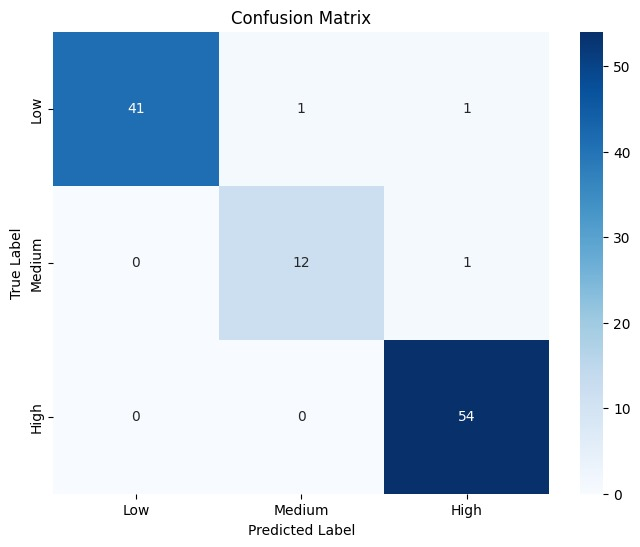 Confusion Matrix
True Label
Low
41
1
1
Medium
0
12
1
High
0
0
54
Low
Medium
High
Predicted Label
50
40
30
20
10
0